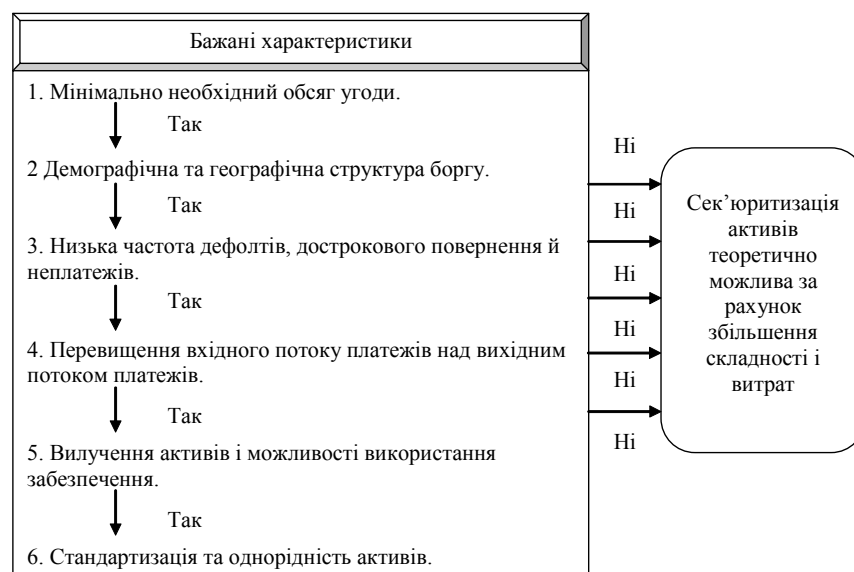 Бажані характеристики
1. Мінімально необхідний обсяг угоди.
Так
Ні
2 Демографічна та географічна структура боргу.
Так
Ні
3. Низька частота дефолтів, дострокового повернення й
неплатежів.
Так
Ні
4. Перевищення вхідного потоку платежів над вихідним
потоком платежів.
Так
Ні
5. Вилучення активів і можливості використання
забезпечення.
Так
Ні
6. Стандартизація та однорідність активів.
Ні
Сек’юритизація
активів
теоретично
можлива за
рахунок
збільшення
складності і
витрат